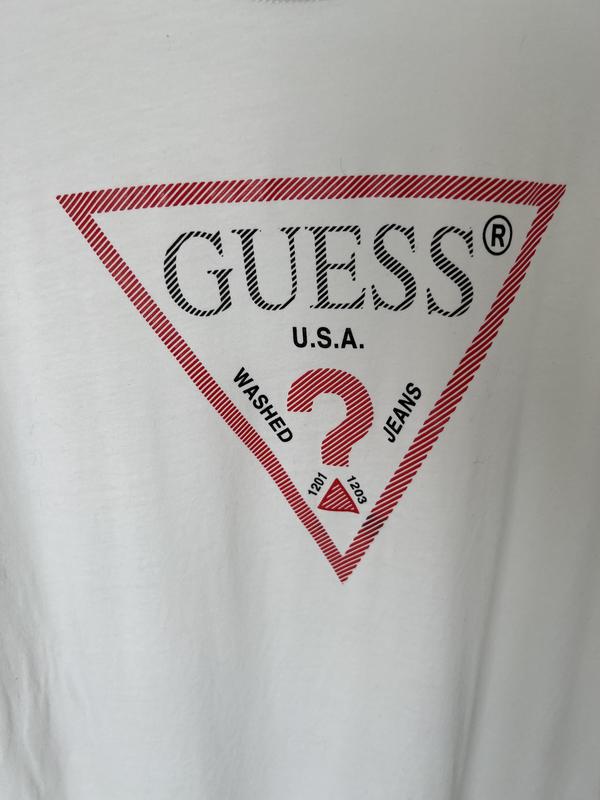 GUESS®
U.S.A.
WASHED ? JEANS
1201 1203